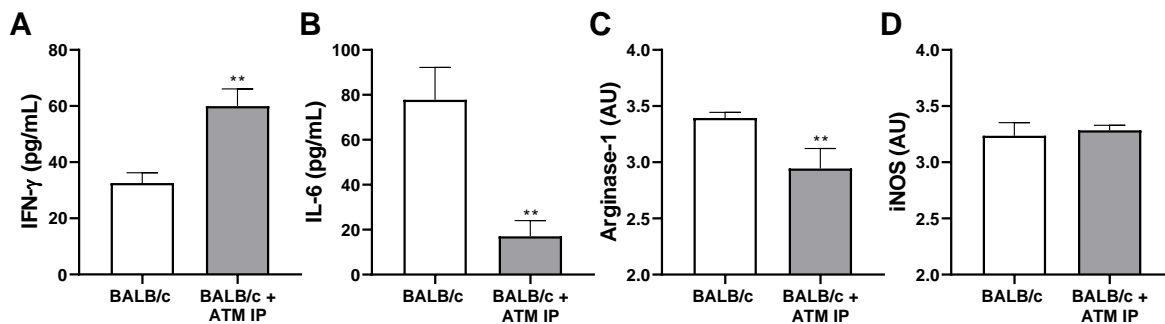 A
IFN-γ (pg/mL)
80
60
40
20
0
**
BALB/c
BALB/c +
ATM IP
B
IL-6 (pg/mL)
100
80
60
40
20
0
**
BALB/c
BALB/c +
ATM IP
C
Arginase-1 (AU)
4.0
3.5
3.0
2.5
2.0
**
BALB/c
BALB/c +
ATM IP
D
iNOS (AU)
4.0
3.5
3.0
2.5
2.0
BALB/c
BALB/c +
ATM IP